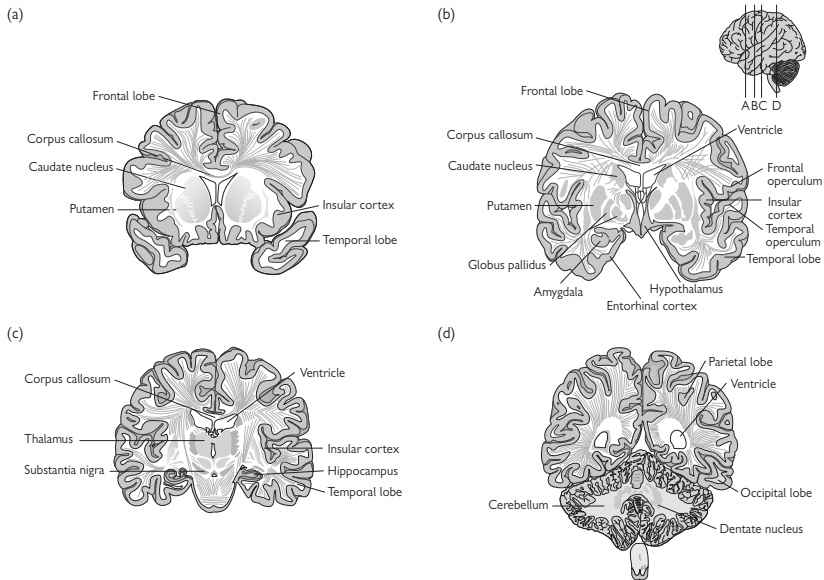 (a)
Frontal lobe
Corpus callosum
Caudate nucleus
Putamen
Insular cortex
Temporal lobe
(b)
A B C D
Frontal lobe
Corpus callosum
Ventricle
Caudate nucleus
Frontal
operculum
Putamen
Insular
cortex
Temporal
operculum
Temporal lobe
Globus pallidus
Amygdala
Hypothalamus
Entorhinal cortex
(c)
Corpus callosum
Ventricle
Thalamus
Insular cortex
Substantia nigra
Hippocampus
Temporal lobe
(d)
Parietal lobe
Ventricle
Occipital lobe
Cerebellum
Dentate nucleus